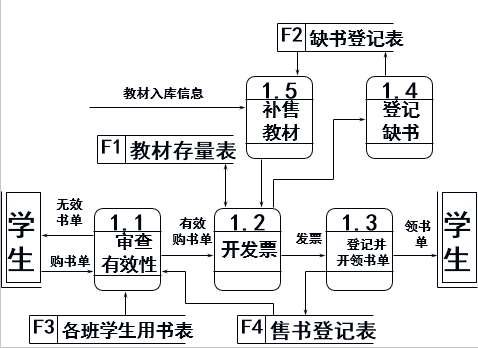 F2 缺书登记表
1.5
补售
教材
1.4
登记
缺书
教材入库信息
F1 教材存量表
无效
书单
购书单
学
生
1.1
审查
有效性
有效
购书单
1.2
开发票
发票
1.3
登记并
开领书单
领书
单
学
生
F3 各班学生用书表
F4 售书登记表